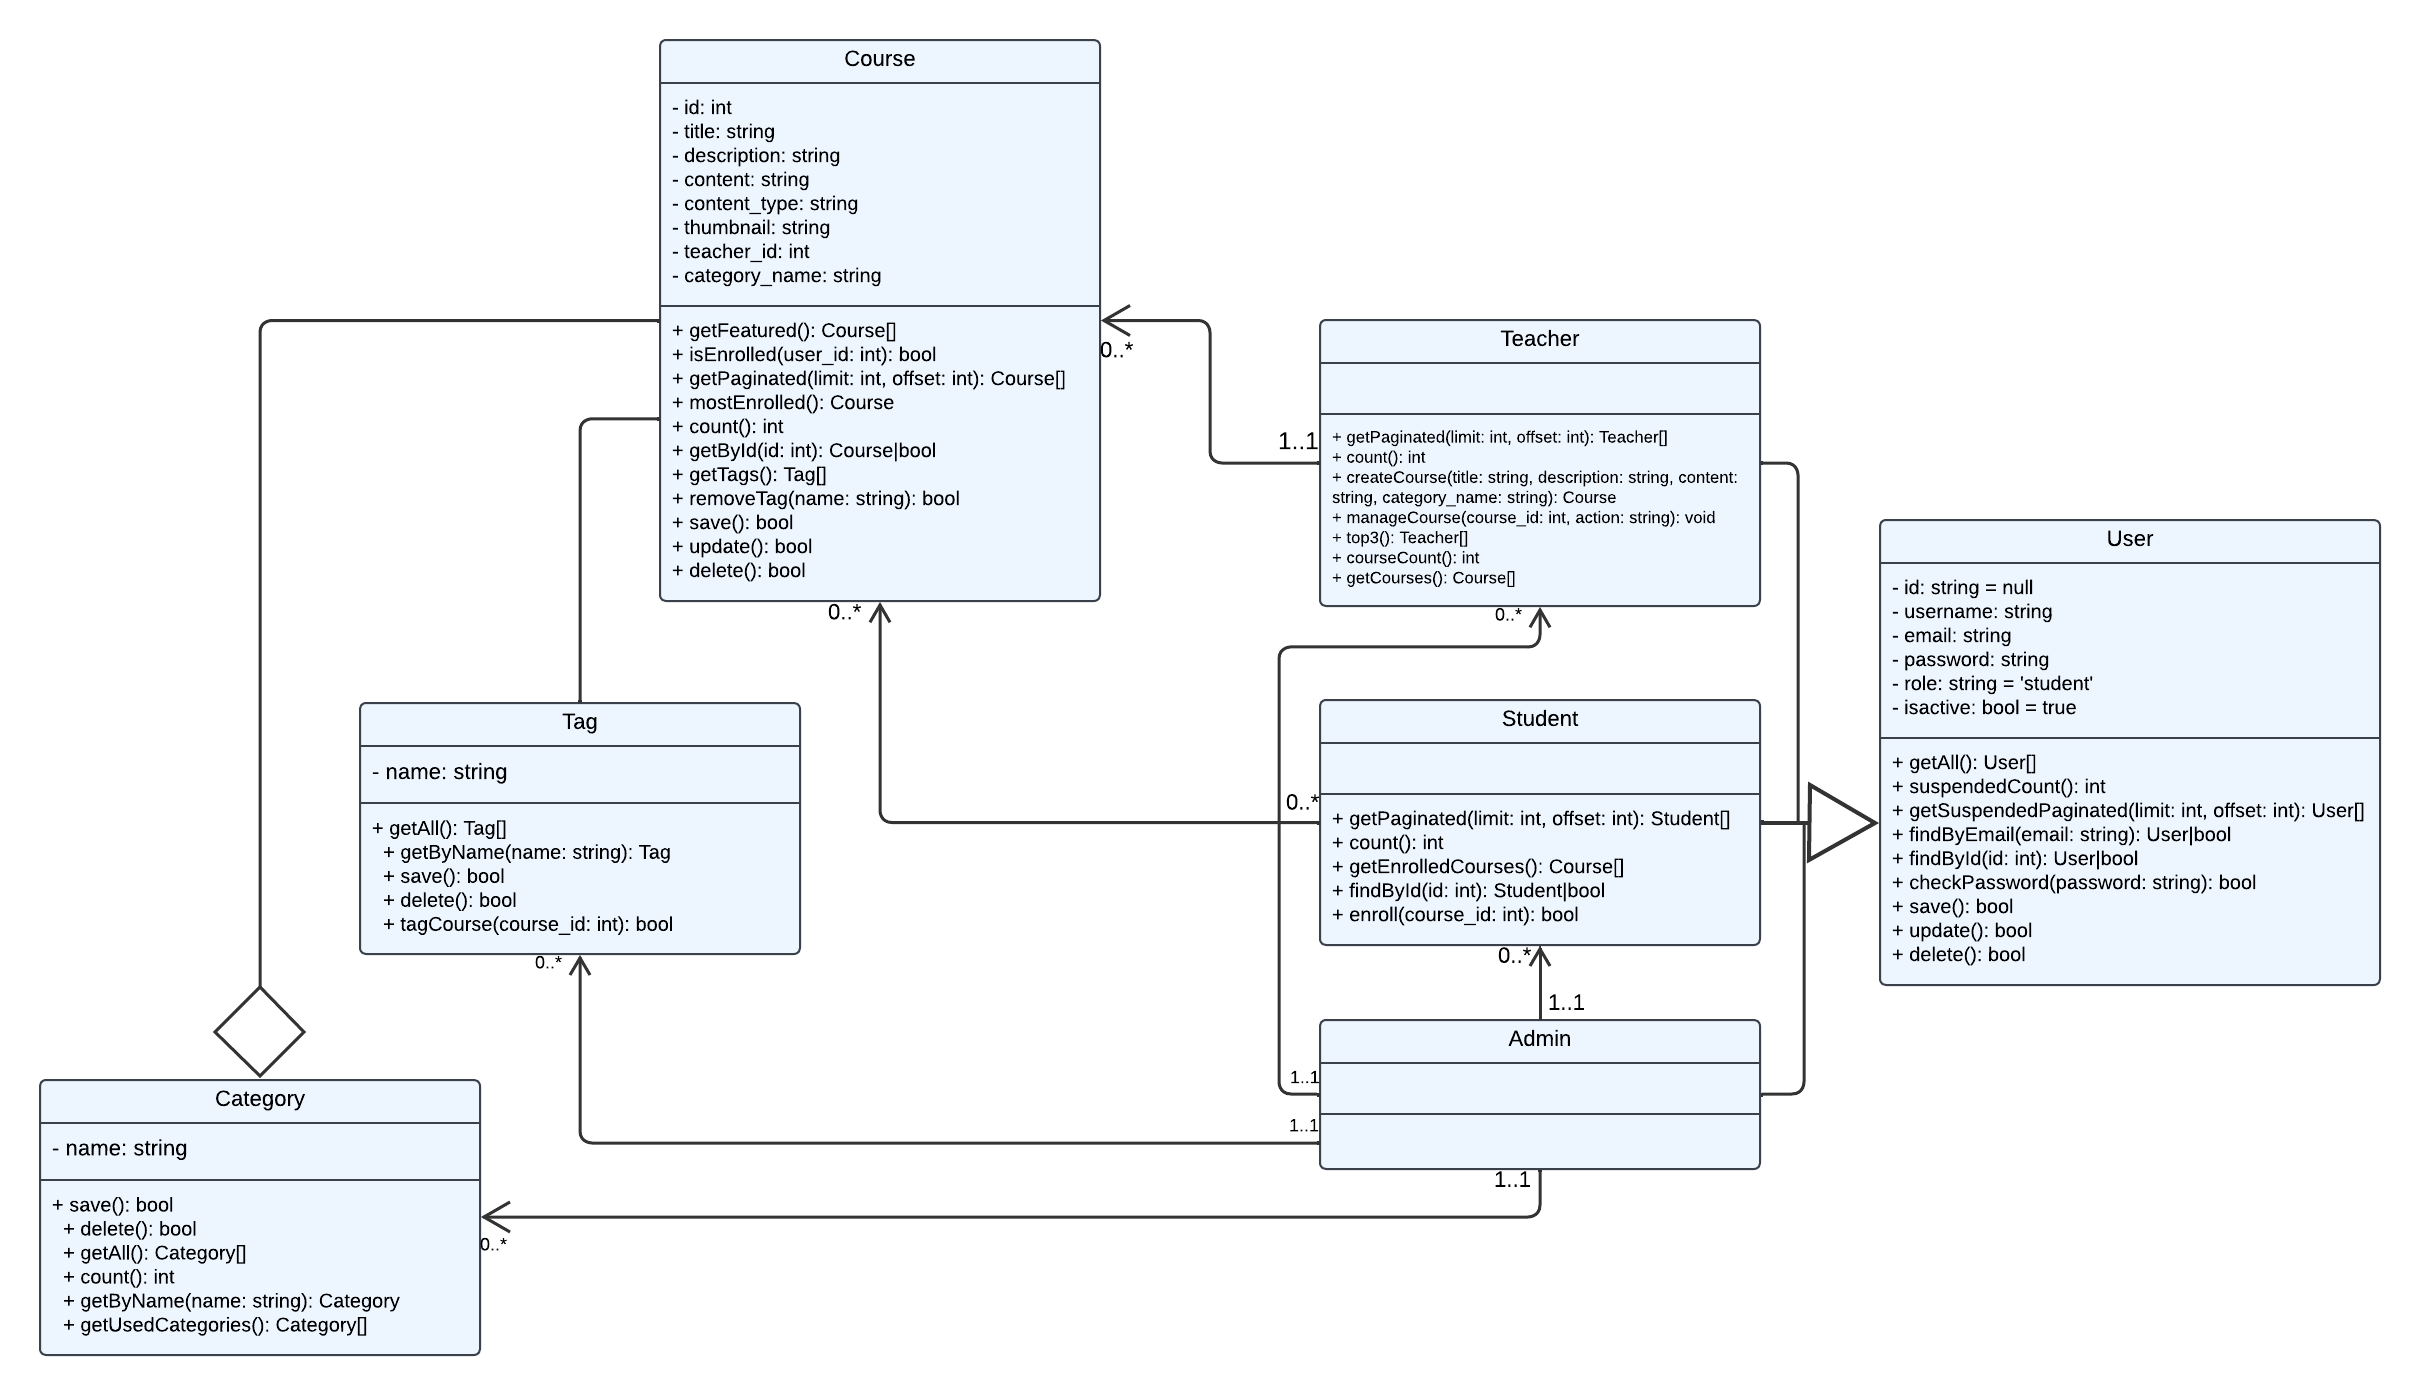 Course
- id: int
- title: string
- description: string
- content: string
- content_type: string
- thumbnail: string
- teacher_id: int
- category_name: string
+ getFeatured(): Course[]
+ isEnrolled(user_id: int): bool
+ getPaginated(limit: int, offset: int): Course[]
+ mostEnrolled(): Course
+ count(): int
+ getById(id: int): Course|bool
+ getTags(): Tag[]
+ removeTag(name: string): bool
+ save(): bool
+ update(): bool
+ delete(): bool
0..*
1..1
0..*
Teacher
+ getPaginated(limit: int, offset: int): Teacher[]
+ count(): int
+ createCourse(title: string, description: string, content:
string, category_name: string): Course
+ manageCourse(course_id: int, action: string): void
+ top3(): Teacher[]
+ courseCount(): int
+ getCourses(): Course[]
0..*
User
- id: string = null
- username: string
- email: string
- password: string
- role: string = 'student'
- isactive: bool = true
+ getAll(): User[]
+ suspendedCount(): int
+ getSuspendedPaginated(limit: int, offset: int): User[]
+ findByEmail(email: string): User|bool
+ findById(id: int): User|bool
+ checkPassword(password: string): bool
+ save(): bool
+ update(): bool
+ delete(): bool
Tag
- name: string
+ getAll(): Tag[]
+ getByName(name: string): Tag
+ save(): bool
+ delete(): bool
+ tagCourse(course_id: int): bool
0..*
Student
0..*
+ getPaginated(limit: int, offset: int): Student[]
+ count(): int
+ getEnrolledCourses(): Course[]
+ findById(id: int): Student|bool
+ enroll(course_id: int): bool
0..*
1..1
Admin
1..1
1..1
1..1
Category
- name: string
+ save(): bool
+ delete(): bool
+ getAll(): Category[]
+ count(): int
+ getByName(name: string): Category
+ getUsedCategories(): Category[]
0..*